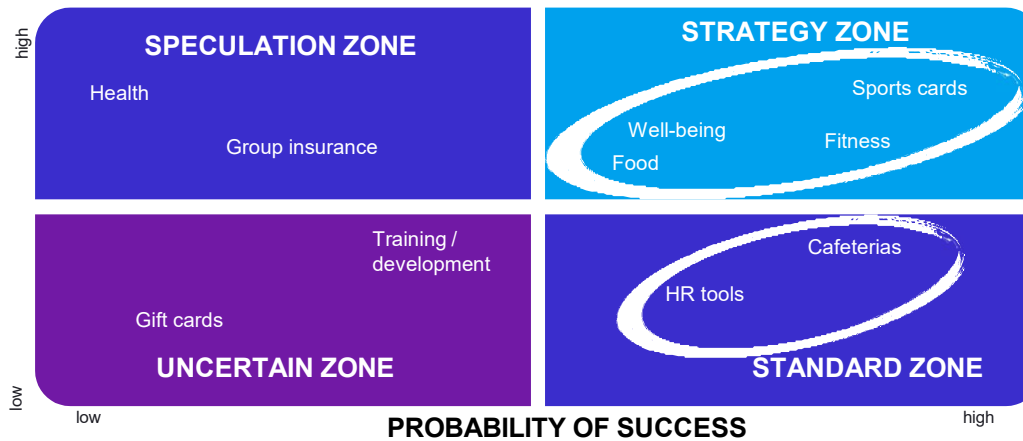 high
SPECULATION ZONE
Health
Group insurance
STRATEGY ZONE
Sports cards
Well-being
Fitness
Food
Training /
development
Gift cards
UNCERTAIN ZONE
Cafeterias
HR tools
STANDARD ZONE
low
low
PROBABILITY OF SUCCESS
high